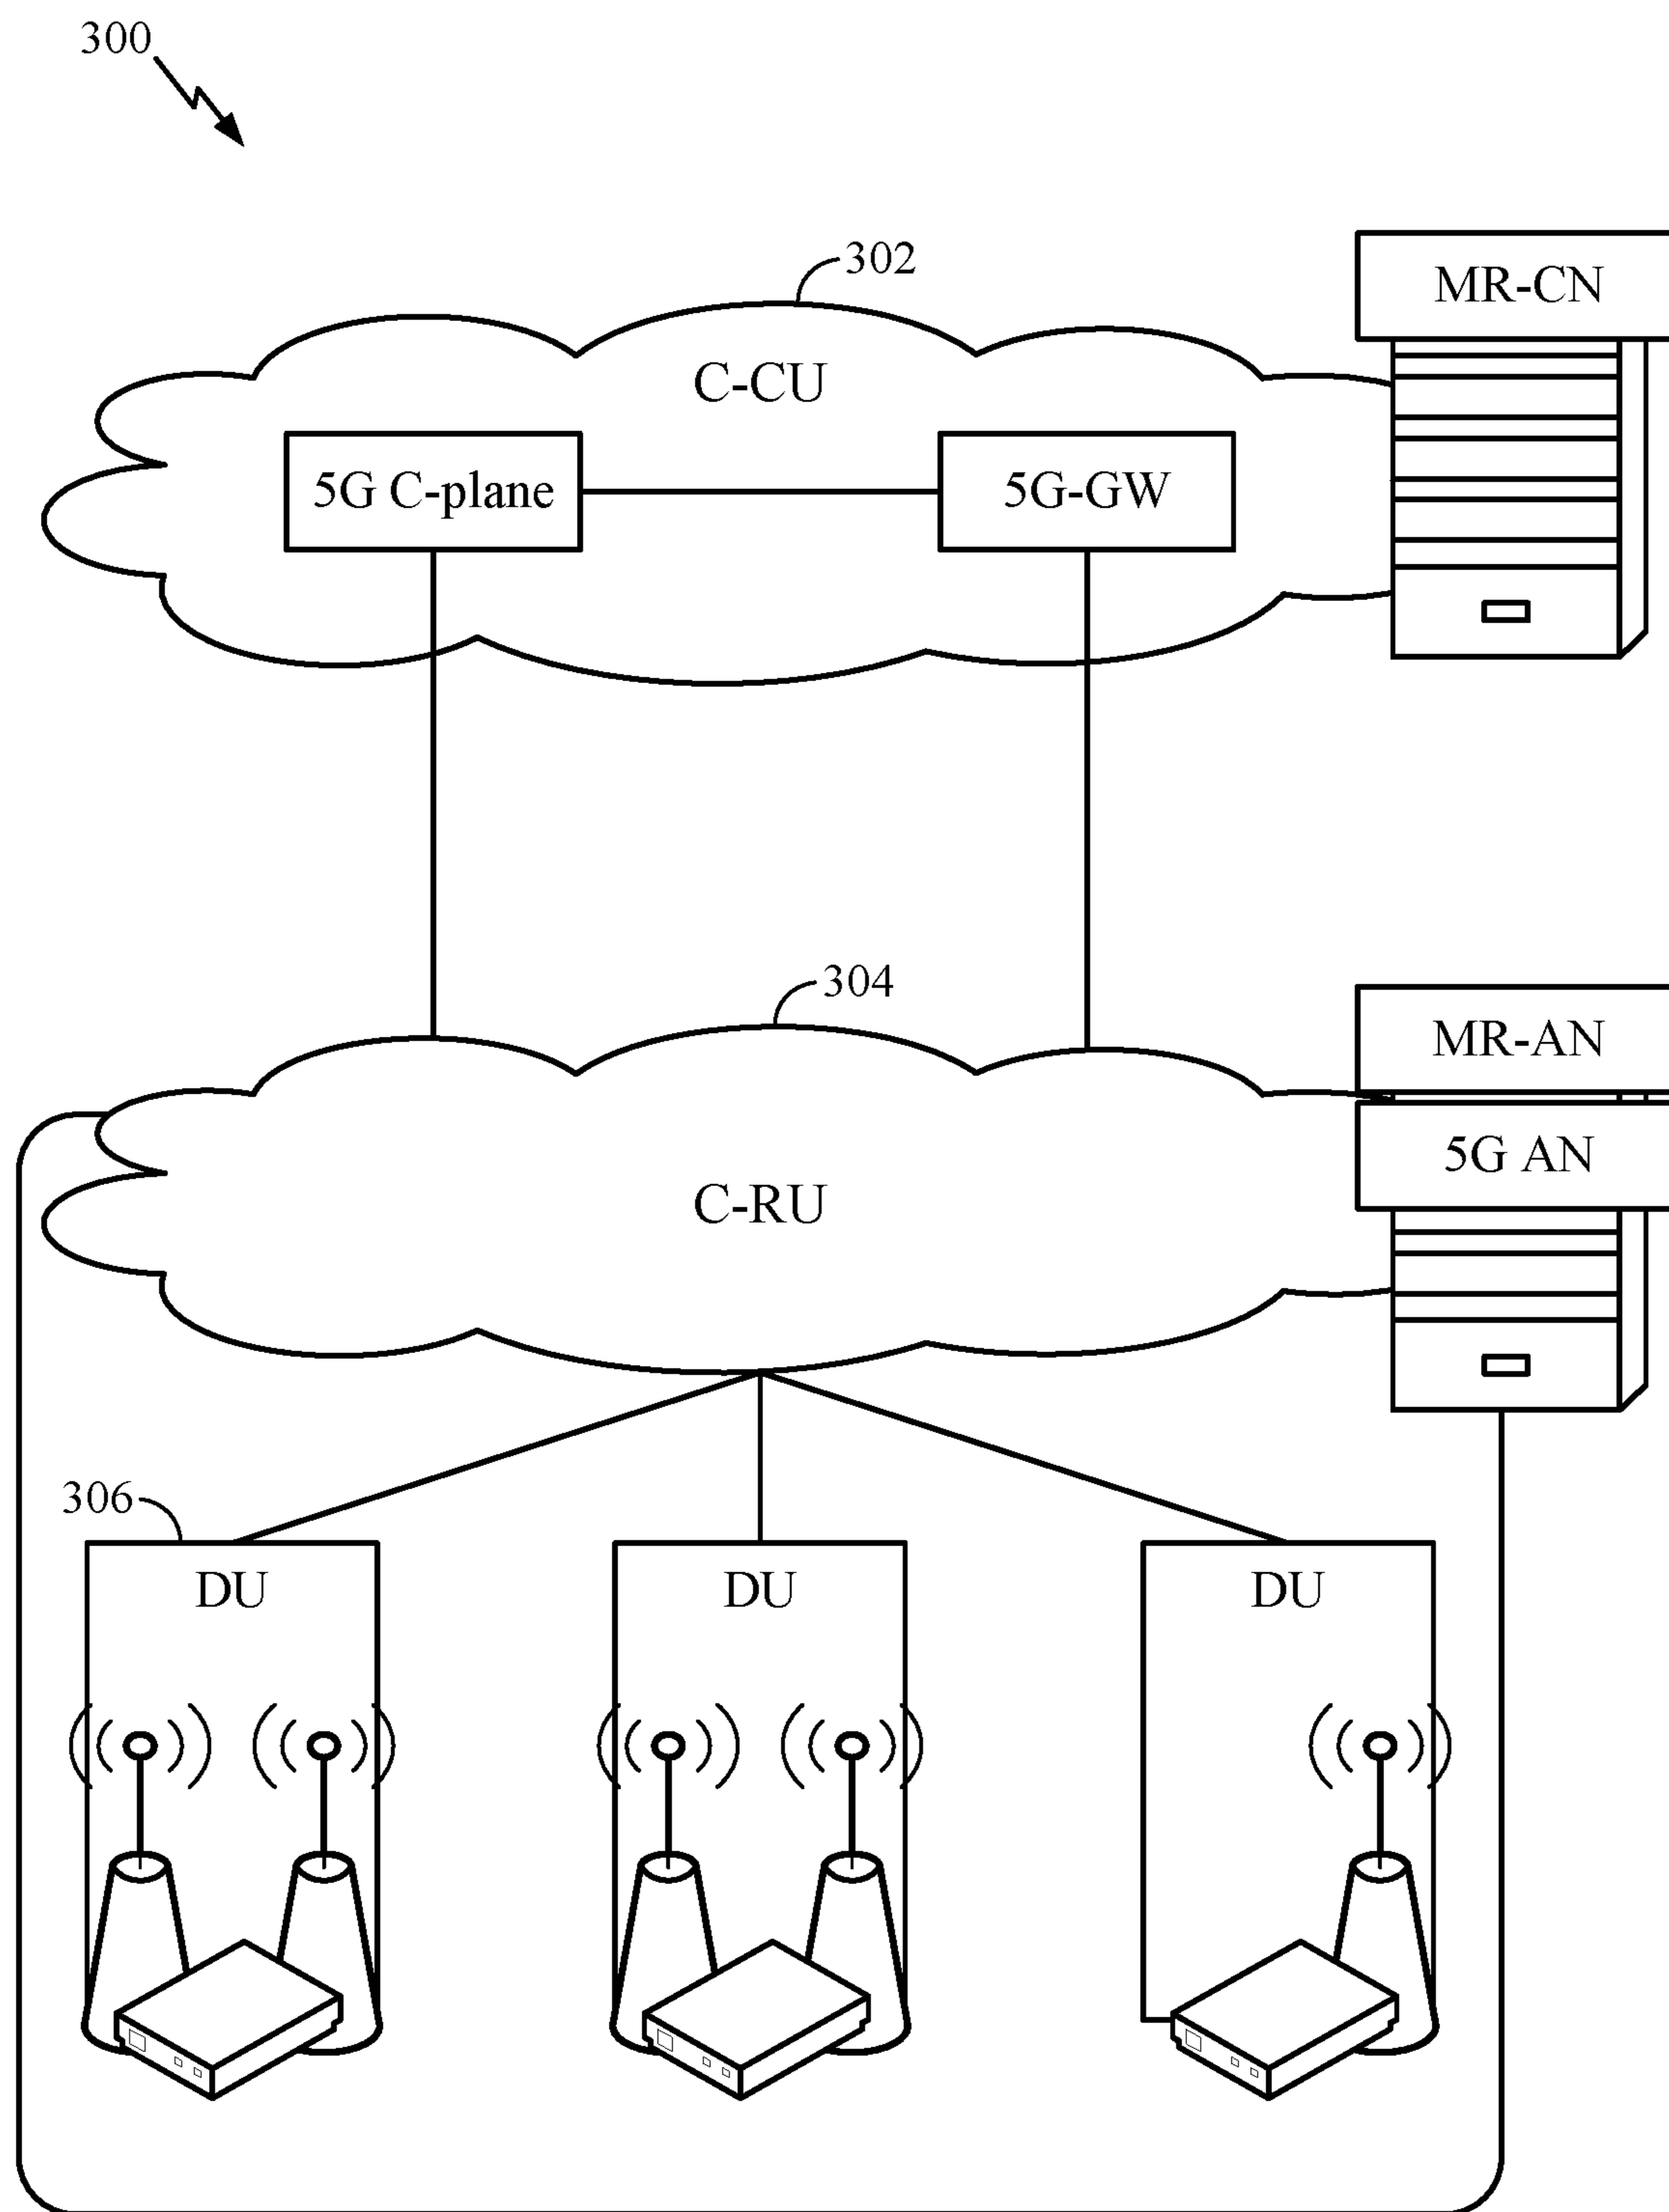 300
302
MR-CN
C-CU
5G C-plane
5G-GW
304
MR-AN
5G AN
C-RU
306
DU
DU
DU